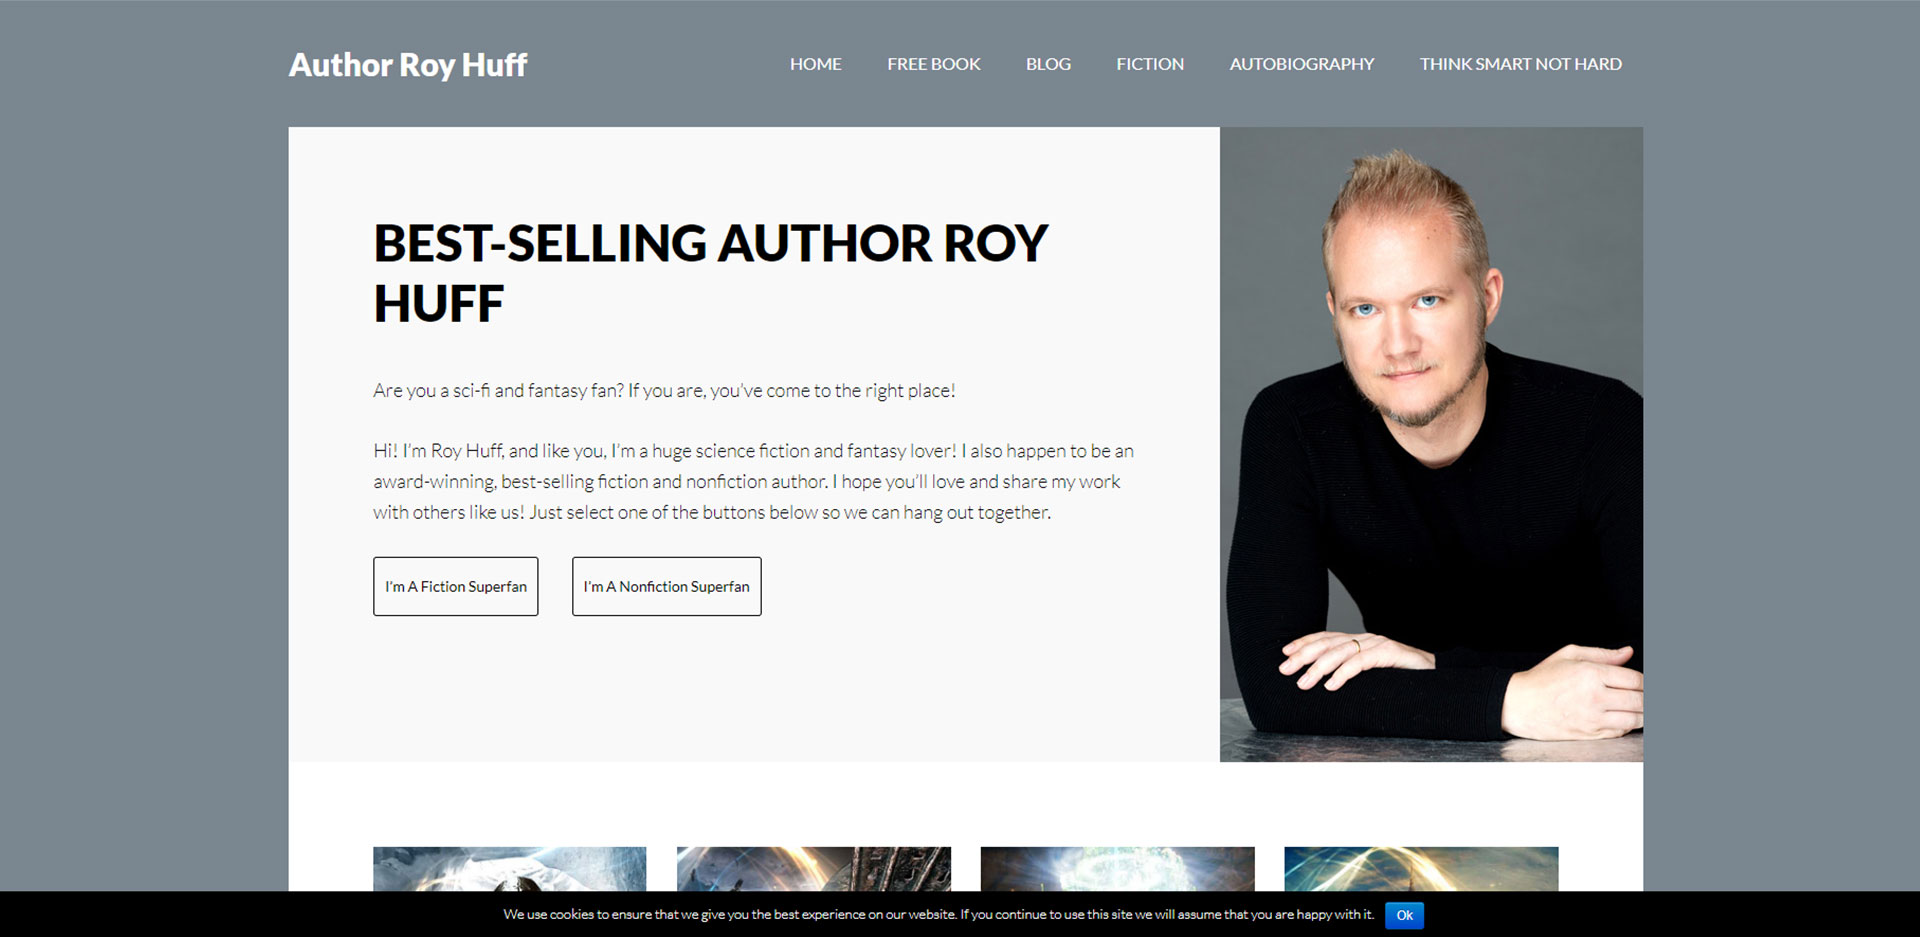 Author Roy Huff
HOME FREE BOOK BLOG FICTION AUTOBIOGRAPHY THINK SMART NOT HARD
BEST-SELLING AUTHOR ROY
HUFF
Are you a sci-fi and fantasy fan? If you are, you've come to the right place!
Hi! I'm Roy Huff, and like you, I'm a huge science fiction and fantasy lover! I also happen to be an
award-winning, best-selling fiction and nonfiction author. I hope you'll love and share my work
with others like us! Just select one of the buttons below so we can hang out together.
I'm A Fiction Superfan
I'm A Nonfiction Superfan
We use cookies to ensure that we give you the best experience on our website. If you continue to use this site we will assume that you are happy with it.
Ok